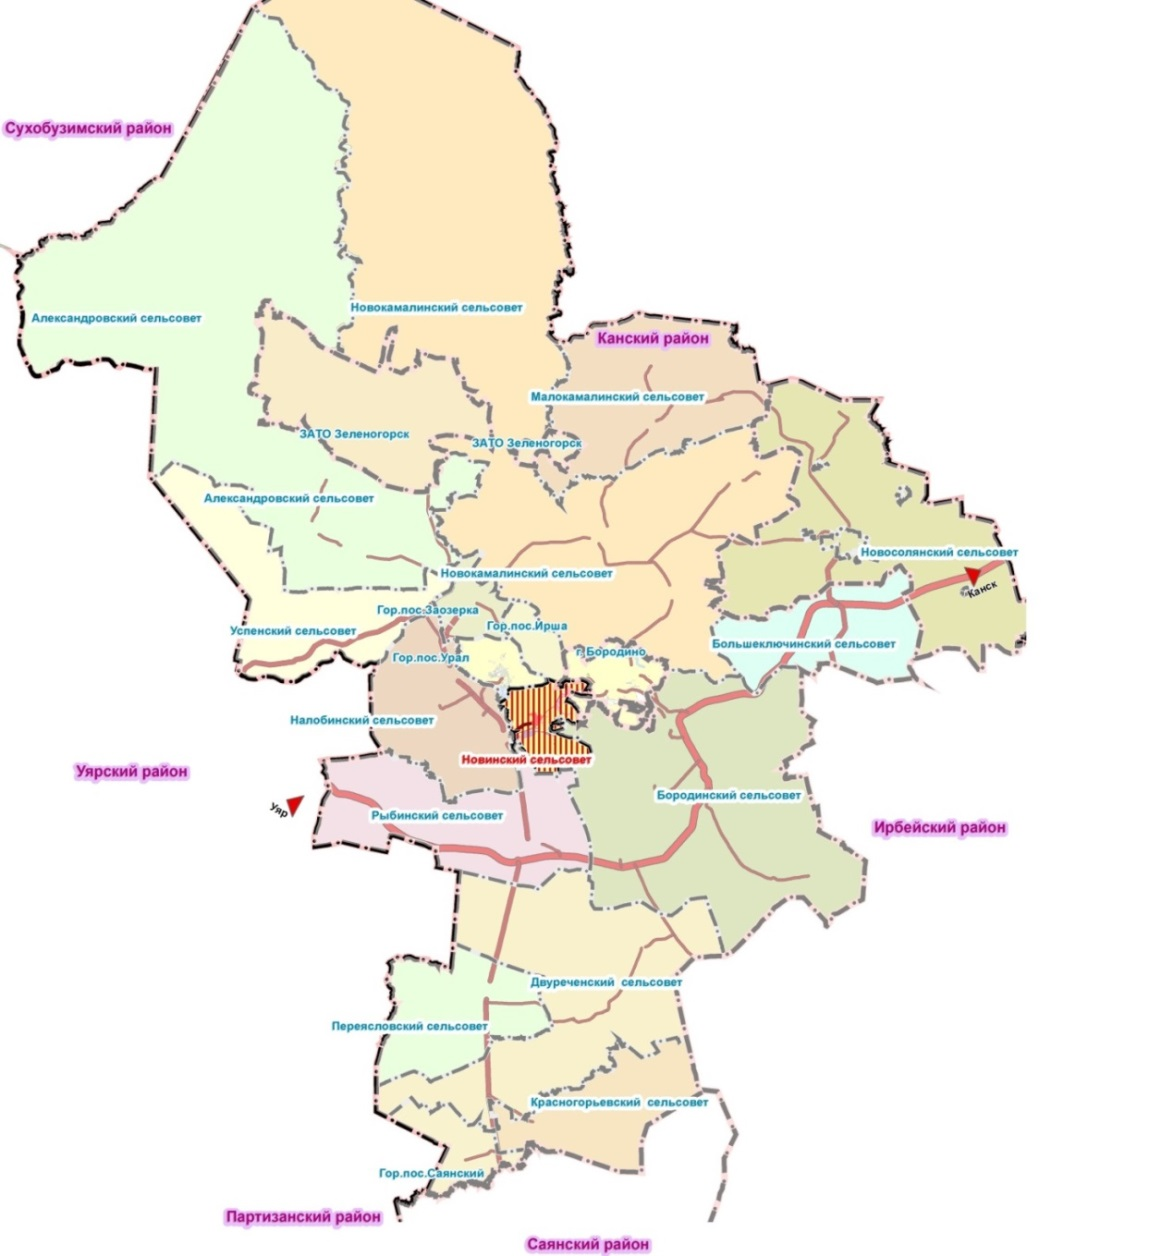 Сухобузимский район
Новокамалинский сельсовет
Александровский сельсовет
Канский район
Малокамалинский сельсовет
ЗАТО Зеленогорск
ЗАТО Зеленогорск
Александровский сельсовет
Новосолянский сельсовет
Новокамалинский сельсовет
Канск
Гор.пос.Заозерка
Гор.пос.Ирша
Успенский сельсовет
Большеключинский сельсовет
г.Бородино
Гор.пос.Урал
Налобинский сельсовет
Новинский сельсовет
Уярский район
Бородинский сельсовет
Уяр
Рыбинский сельсовет
Ирбейский район
Двуреченский сельсовет
Переясловский сельсовет
Красногорьевский сельсовет
Гор.пос.Саянский
Партизанский район
Саянский район